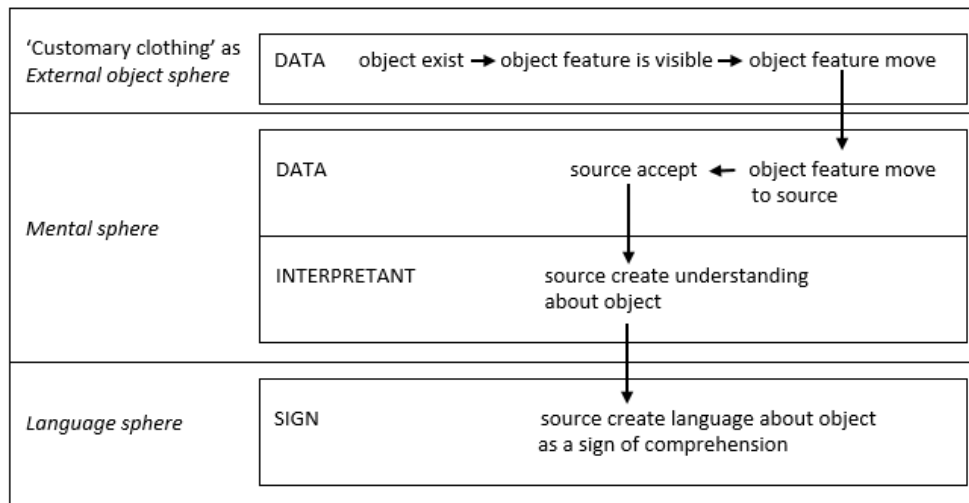 'Customary clothing' as
External object sphere
DATA object exist → object feature is visible → object feature move
Mental sphere
DATA source accept ← object feature move
to source
INTERPRETANT source create understanding
about object
Language sphere
SIGN source create language about object
as a sign of comprehension